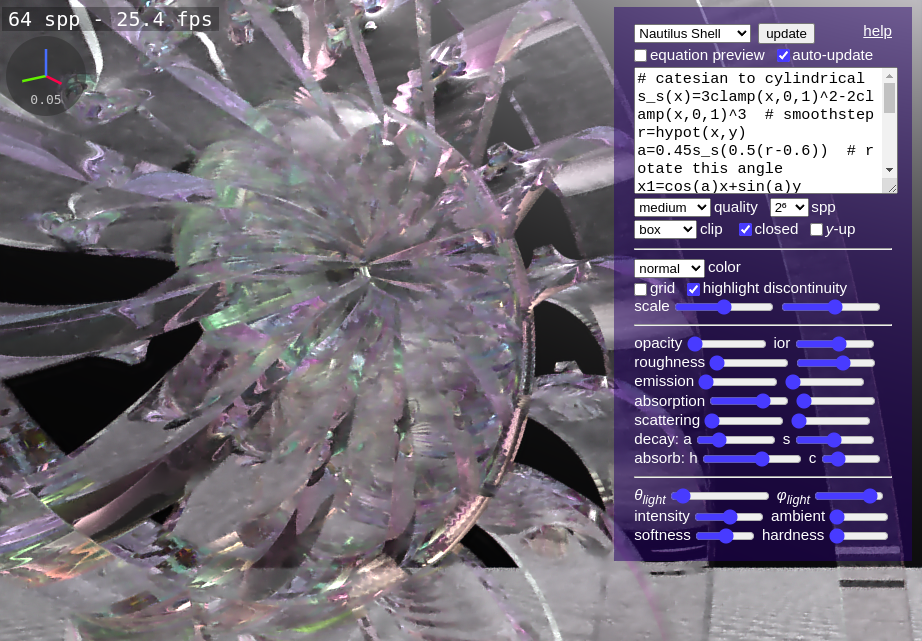 64 spp - 25.4 fps
0.05
Nautilus Shell update help
equation preview auto-update
# catesian to cylindrical
s_s(x)=3clamp(x,0,1)^2-2cl
amp(x,0,1)^3  # smoothstep
r=hypot(x,y)
a=0.45s_s(0.5(r-0.6))  # r
otate this angle
x1=cos(a)x+sin(a)y
medium quality 2⁶ spp
box clip closed y-up
normal color
grid highlight discontinuity
scale
opacity ior
roughness
emission
absorption
scattering
decay: a s
absorb: h c
θlight φlight
intensity ambient
softness hardness